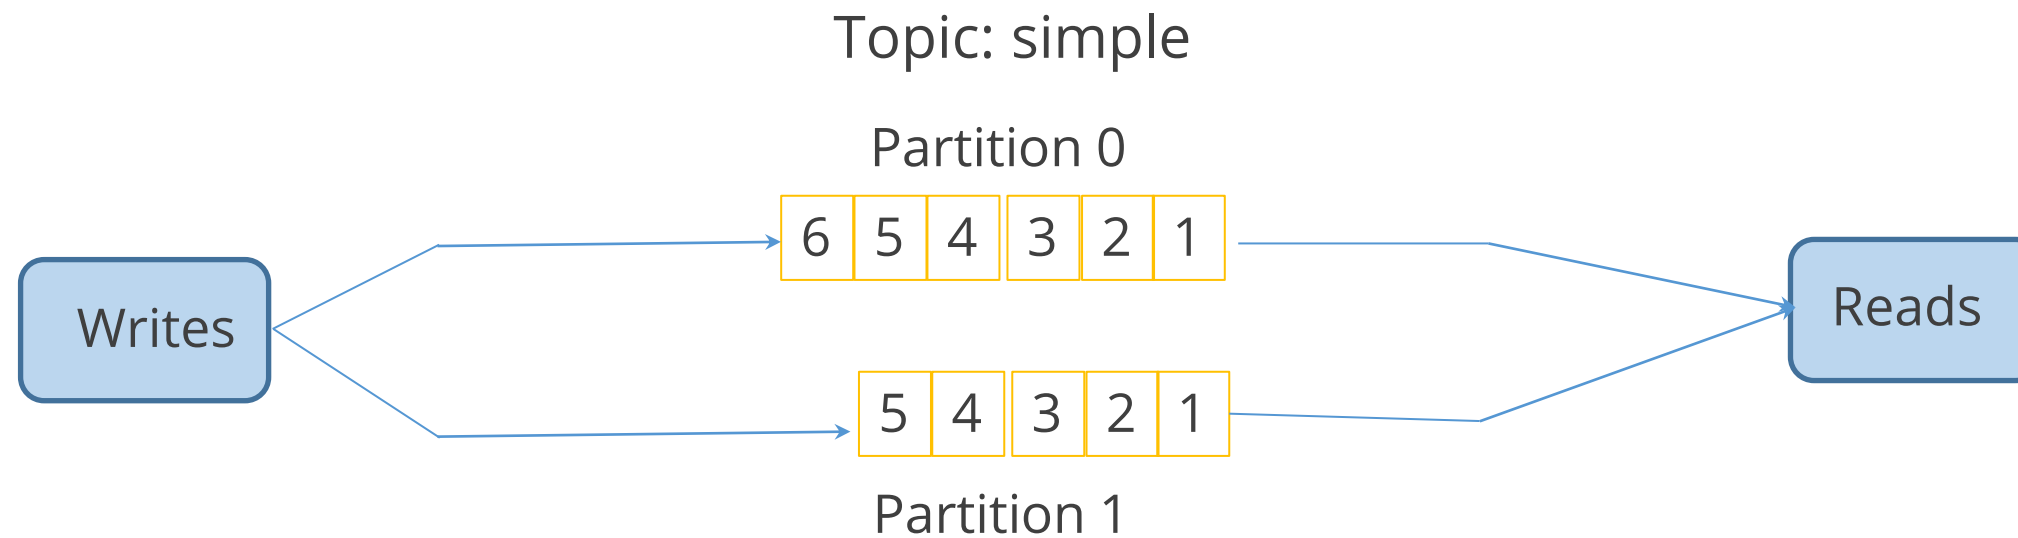 Topic: simple
Partition 0
6 5 4 3 2 1
Writes
Reads
5 4 3 2 1
Partition 1